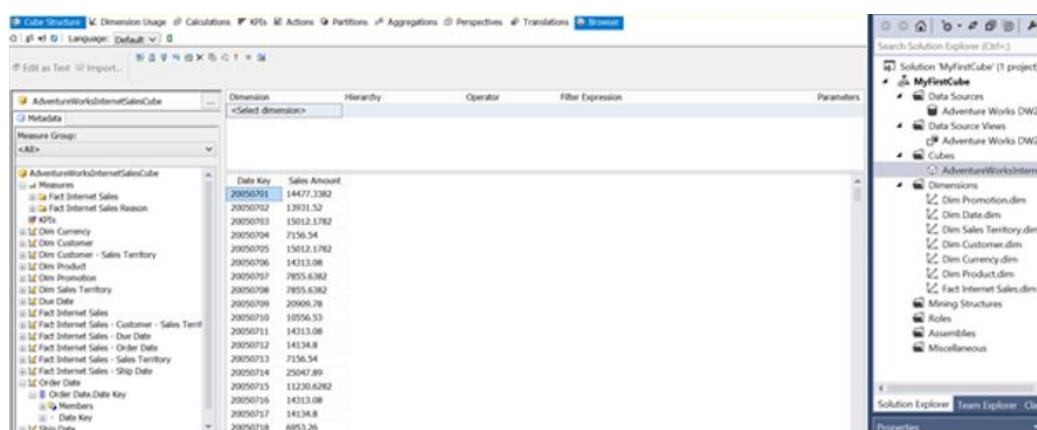 Cube Structure Dimension Usage Calculations KPIs Actions Partitions Aggregations Perspectives Translations Browser
Language: Default
Edit as Text Import...
AdventureWorksInternetSalesCube ...
Metadata
Measure Group:
<All>
AdventureWorksInternetSalesCube
Measures
Fact Internet Sales
Fact Internet Sales Reason
KPIs
Dim Currency
Dim Customer
Dim Customer - Sales Territory
Dim Product
Dim Promotion
Dim Sales Territory
Due Date
Fact Internet Sales
Fact Internet Sales - Customer - Sales Territ
Fact Internet Sales - Due Date
Fact Internet Sales - Order Date
Fact Internet Sales - Sales Territory
Fact Internet Sales - Ship Date
Order Date
Order Date.Date Key
Members
Date Key
Ship Date
Dimension Hierarchy Operator Filter Expression Parameters
<Select dimension>
Date Key Sales Amount
20050701 14477.3382
20050702 13931.52
20050703 15012.1782
20050704 7156.54
20050705 15012.1782
20050706 14313.08
20050707 7855.6382
20050708 7855.6382
20050709 20909.78
20050710 10556.53
20050711 14313.08
20050712 14134.8
20050713 7156.54
20050714 25047.89
20050715 11230.6282
20050716 14313.08
20050717 14134.8
20050718 6953.26
Search Solution Explorer (Ctrl+;)
Solution 'MyFirstCube' (1 project
MyFirstCube
Data Sources
Adventure Works DW2
Data Source Views
Adventure Works DW2
Cubes
AdventureWorksIntern
Dimensions
Dim Promotion.dim
Dim Date.dim
Dim Sales Territory.dim
Dim Customer.dim
Dim Currency.dim
Dim Product.dim
Fact Internet Sales.dim
Mining Structures
Roles
Assemblies
Miscellaneous
Solution Explorer Team Explorer Cla
Properties